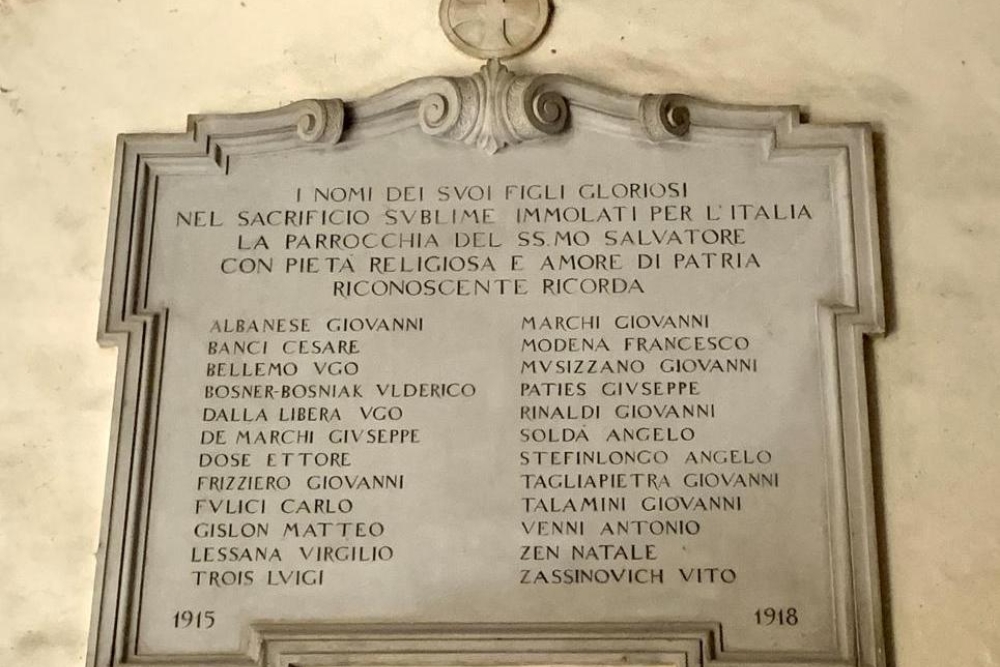 I NOMI DEI SVOI FIGLI GLORIOSI
NEL SACRIFICIO SVBLIME IMMOLATI PER L'ITALIA
LA PARROCCHIA DEL SS.MO SALVATORE
CON PIETÀ RELIGIOSA E AMORE DI PATRIA
RICONOSCENTE RICORDA
ALBANESE GIOVANNI
BANCI CESARE
BELLEMO VGO
BOSNER-BOSNIAK VLDERICO
DALLA LIBERA VGO
DE MARCHI GIVSEPPE
DOSE ETTORE
FRIZZIERO GIOVANNI
FVLICI CARLO
GISLON MATTEO
LESSANA VIRGILIO
TROIS LVIGI
MARCHI GIOVANNI
MODENA FRANCESCO
MVSIZZANO GIOVANNI
PATIES GIVSEPPE
RINALDI GIOVANNI
SOLDÀ ANGELO
STEFINLONGO ANGELO
TAGLIAPIETRA GIOVANNI
TALAMINI GIOVANNI
VENNI ANTONIO
ZEN NATALE
ZASSINOVICH VITO
1915
1918